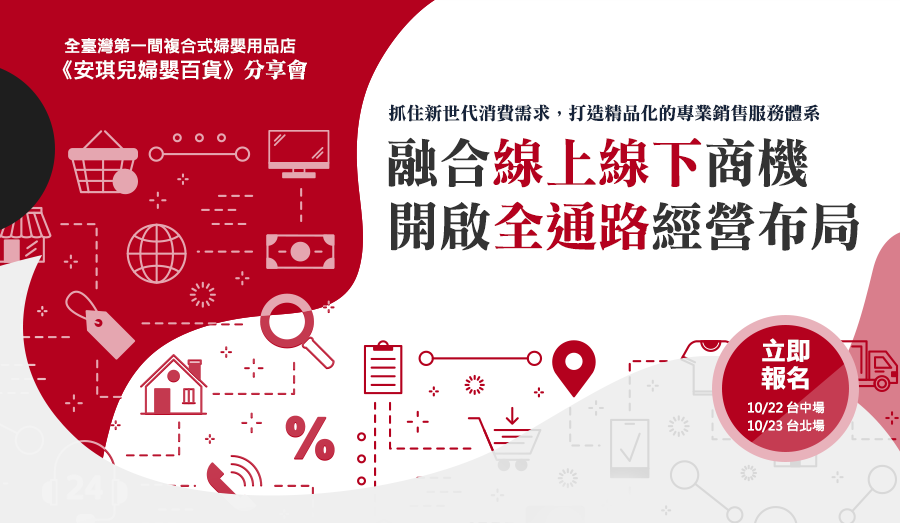 全臺灣第一間複合式婦嬰用品店
《安琪兒婦嬰百貨》分享會
抓住新世代消費需求，打造精品化的專業銷售服務體系
融合線上線下商機
開啟全通路經營布局
立即
報名
10/22 台中場
10/23 台北場
%
24